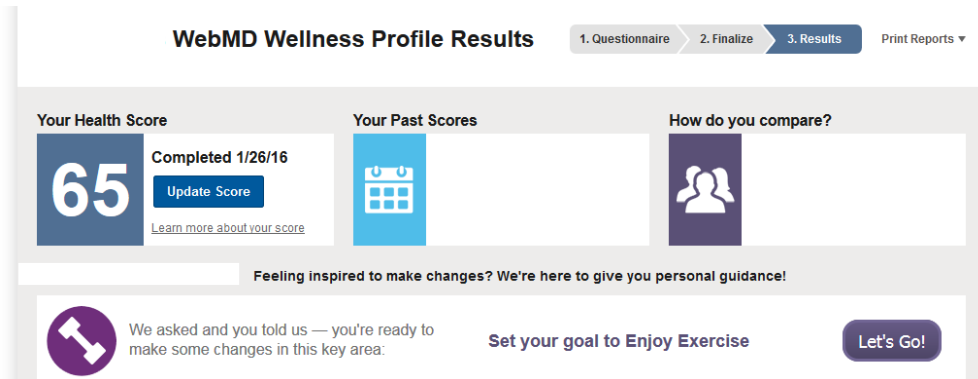 WebMD Wellness Profile Results
1. Questionnaire
2. Finalize
3. Results
Print Reports
Your Health Score
65
Completed 1/26/16
Update Score
Learn more about your score
Your Past Scores
How do you compare?
Feeling inspired to make changes? We're here to give you personal guidance!
We asked and you told us — you're ready to
make some changes in this key area:
Set your goal to Enjoy Exercise
Let's Go!